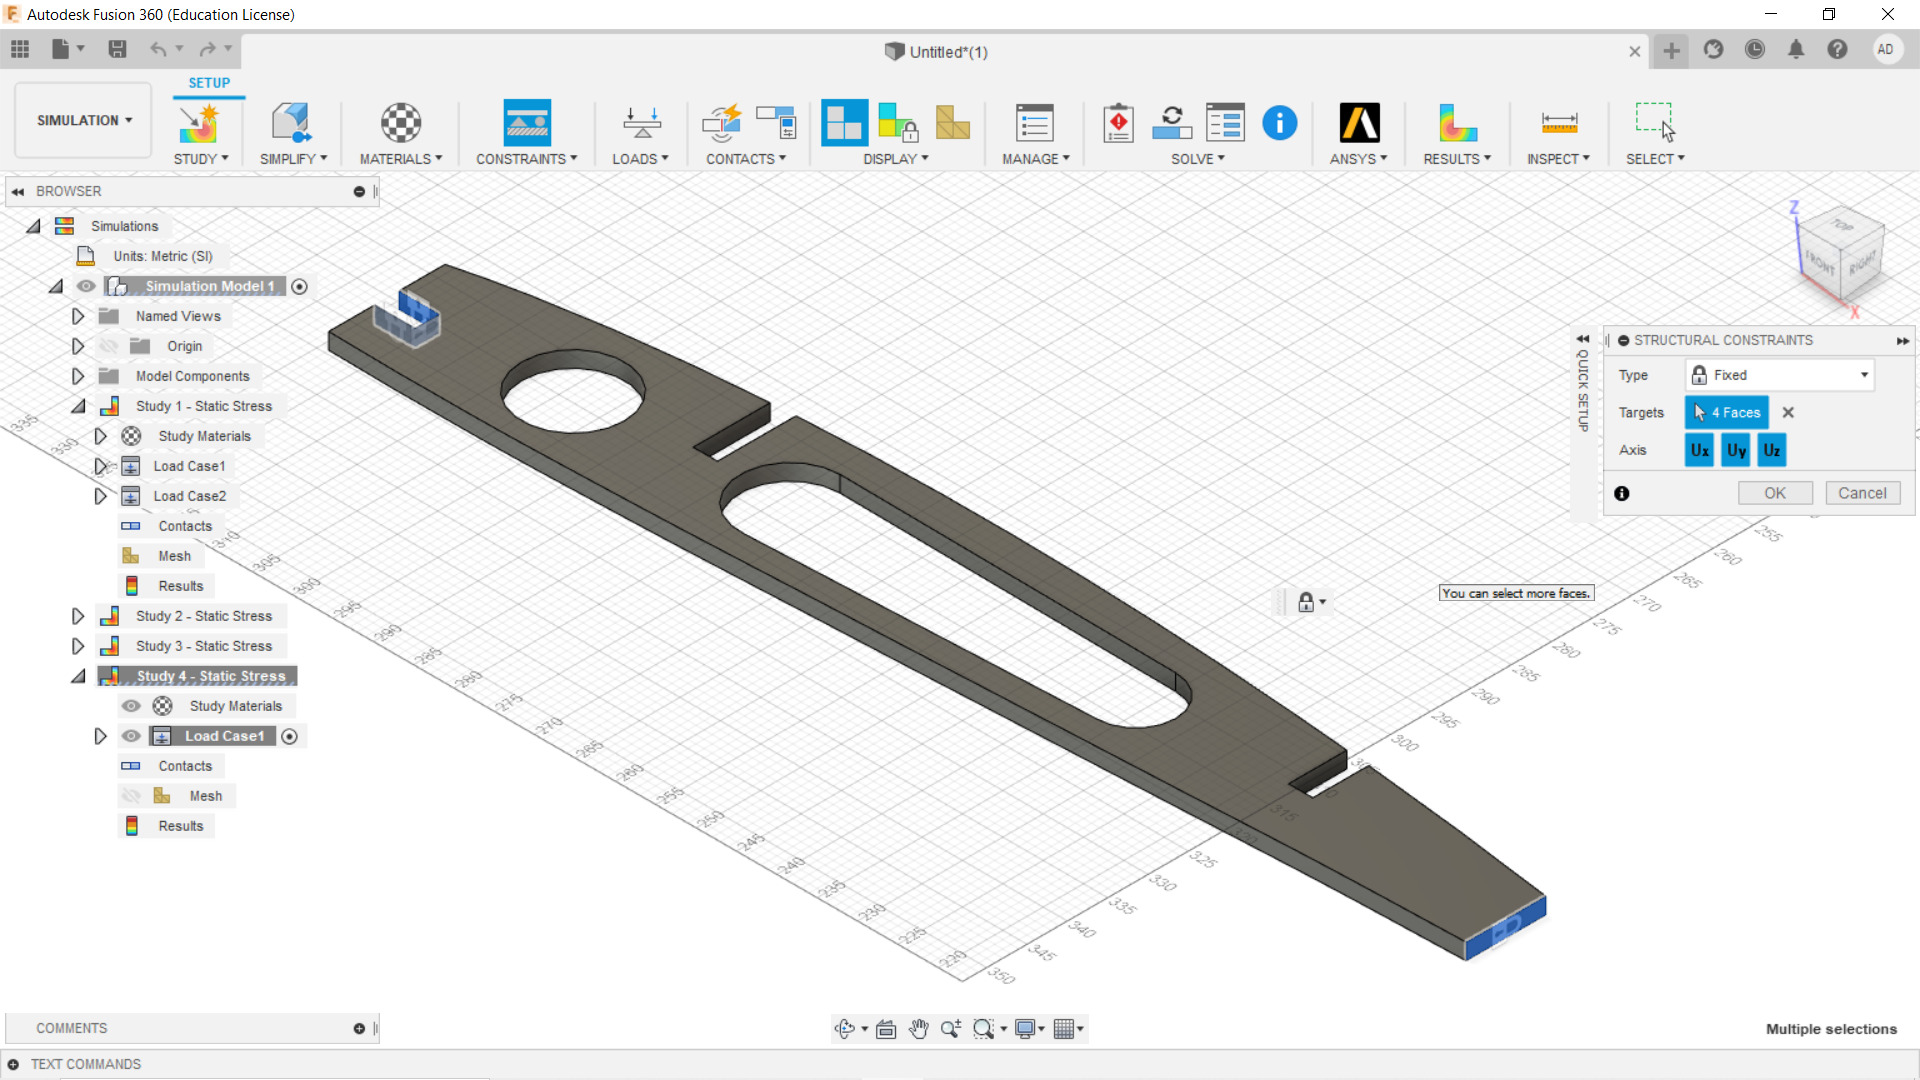 Autodesk Fusion 360 (Education License)
Untitled*(1)
AD
SETUP
SIMULATION
STUDY
SIMPLIFY
MATERIALS
CONSTRAINTS
LOADS
CONTACTS
DISPLAY
MANAGE
SOLVE
ANSYS
RESULTS
INSPECT
SELECT
BROWSER
Simulations
Units: Metric (SI)
Simulation Model 1
Named Views
Origin
Model Components
Study 1 - Static Stress
Study Materials
Load Case1
Load Case2
Contacts
Mesh
Results
Study 2 - Static Stress
Study 3 - Static Stress
Study 4 - Static Stress
Study Materials
Load Case1
Contacts
Mesh
Results
Z
TOP
FRONT
RIGHT
X
QUICK SETUP
STRUCTURAL CONSTRAINTS
Type
Fixed
Targets
4 Faces
Axis
Ux
Uy
Uz
OK
Cancel
You can select more faces.
335
330
310
305
300
295
290
285
280
275
270
265
260
255
250
245
240
235
230
225
220
255
260
265
270
275
280
285
290
295
300
315
320
325
330
335
340
345
350
COMMENTS
Multiple selections
TEXT COMMANDS